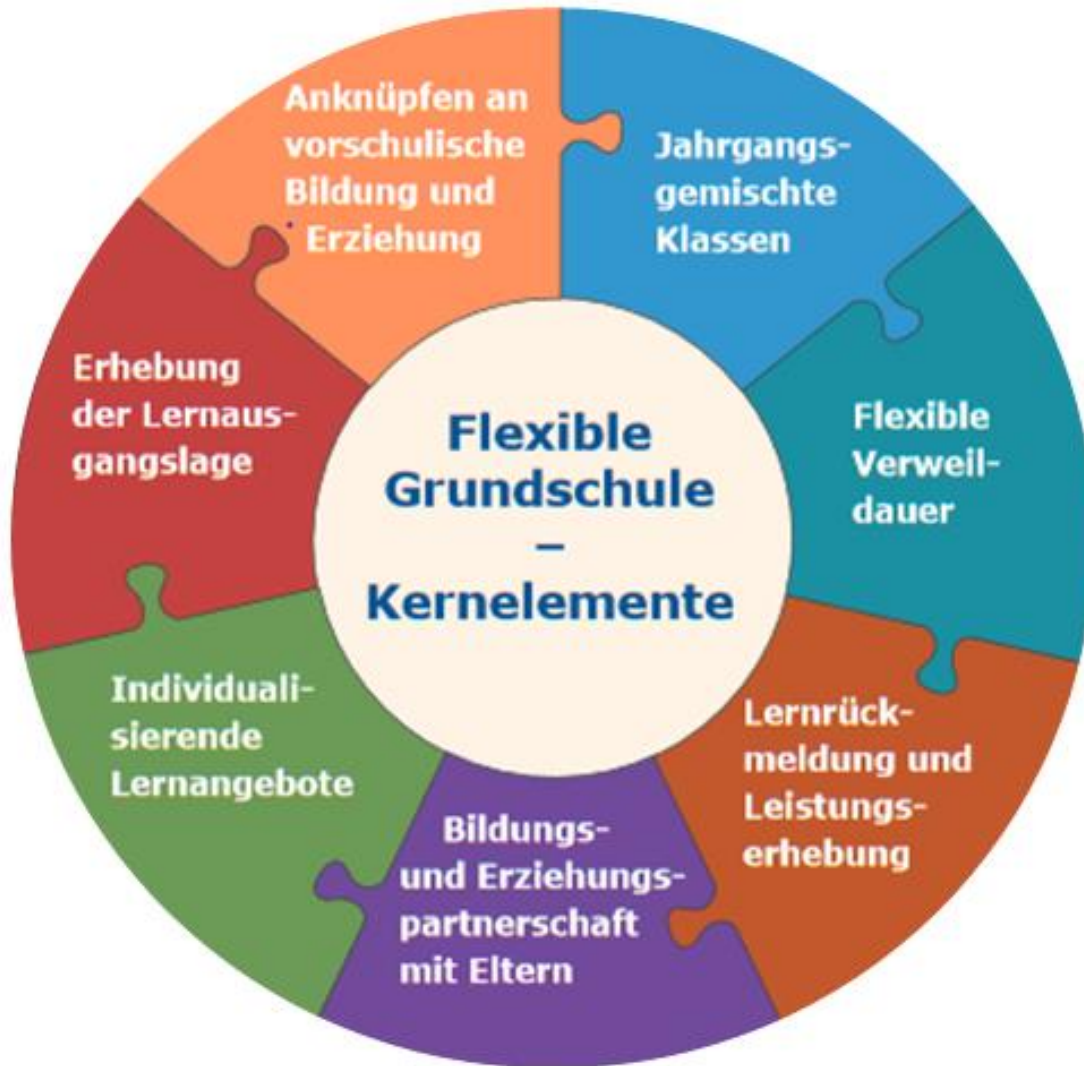 Flexible
Grundschule
–
Kernelemente
Jahrgangs-
gemischte
Klassen
Flexible
Verweil-
dauer
Lernrück-
meldung und
Leistungs-
erhebung
Bildungs-
und Erziehungs-
partnerschaft
mit Eltern
Individuali-
sierende
Lernangebote
Erhebung
der Lernaus-
gangslage
Anknüpfen an
vorschulische
Bildung und
Erziehung